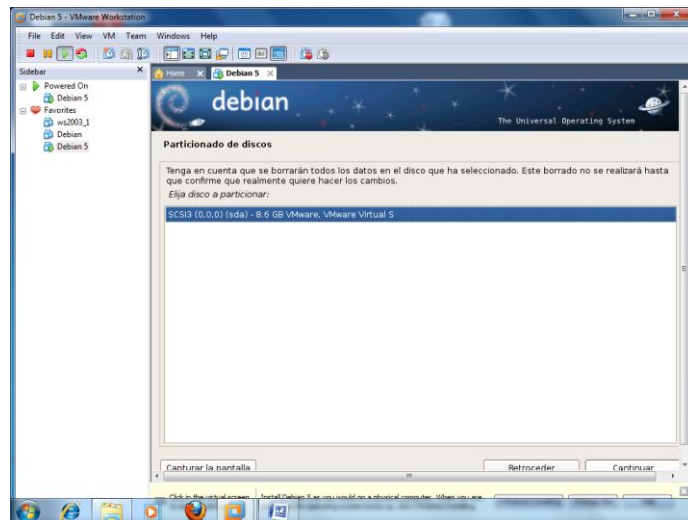 Debian 5 - VMware Workstation
File Edit View VM Team Windows Help
Sidebar
Powered On
Debian 5
Favorites
ws2003_1
Debian
Debian 5
Home
Debian 5
debian
The Universal Operating System
Particionado de discos
Tenga en cuenta que se borrarán todos los datos en el disco que ha seleccionado. Este borrado no se realizará hasta
que confirme que realmente quiere hacer los cambios.
Elija disco a particionar:
SCSI3 (0,0,0) (sda) - 8.6 GB VMware, VMware Virtual S
Capturar la pantalla
Retroceder
Continuar
Click in the virtual screen
Install Debian 5 as you would on a physical computer. When you are